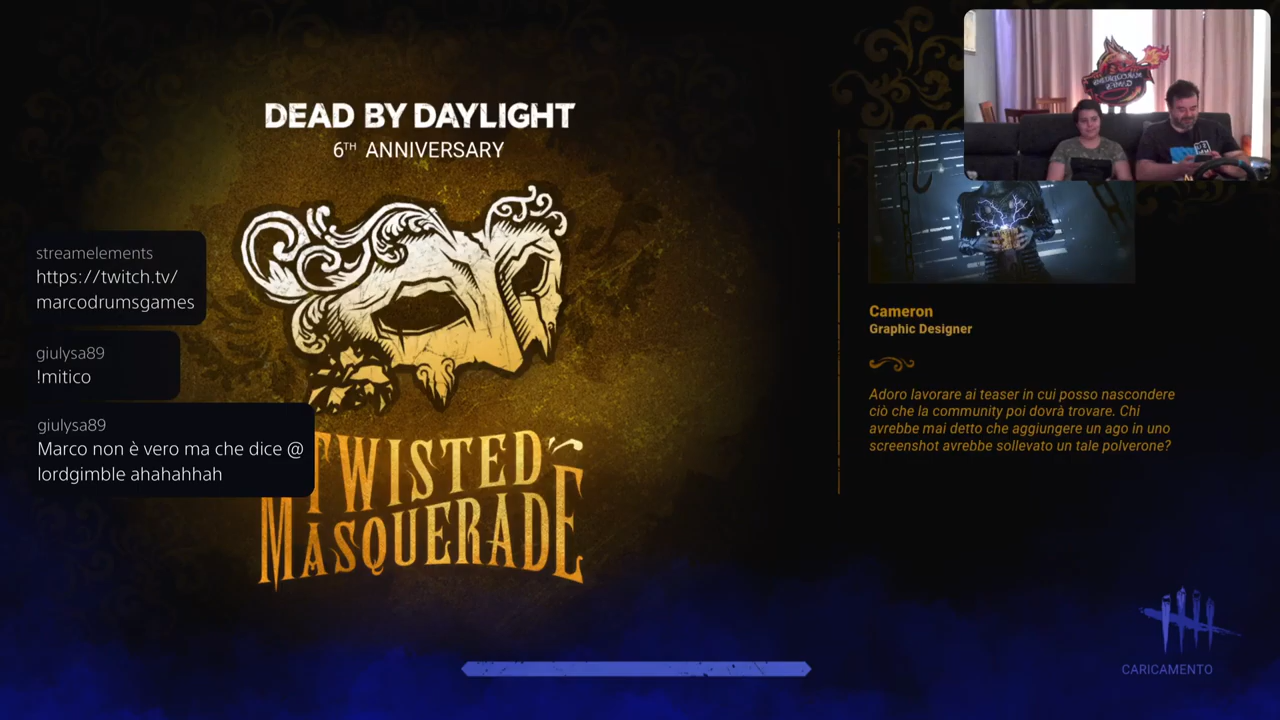 DEAD BY DAYLIGHT
6TH ANNIVERSARY
streamelements
https://twitch.tv/
marcodrumsgames
giulysa89
!mitico
giulysa89
Marco non è vero ma che dice @
lordgimble ahahahhah
TWISTED
MASQUERADE
Cameron
Graphic Designer
Adoro lavorare ai teaser in cui posso nascondere
ciò che la community poi dovrà trovare. Chi
avrebbe mai detto che aggiungere un ago in uno
screenshot avrebbe sollevato un tale polverone?
CARICAMENTO